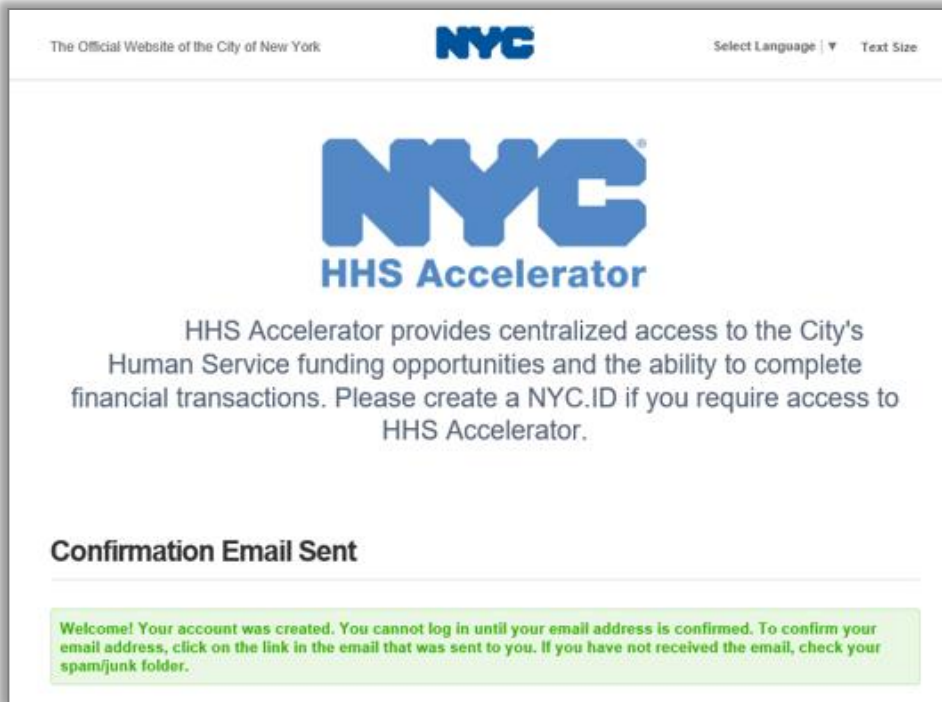 The Official Website of the City of New York
NYC
Select Language | ▼
Text Size
NYC®
HHS Accelerator
HHS Accelerator provides centralized access to the City's
Human Service funding opportunities and the ability to complete
financial transactions. Please create a NYC.ID if you require access to
HHS Accelerator.
Confirmation Email Sent
Welcome! Your account was created. You cannot log in until your email address is confirmed. To confirm your
email address, click on the link in the email that was sent to you. If you have not received the email, check your
spam/junk folder.